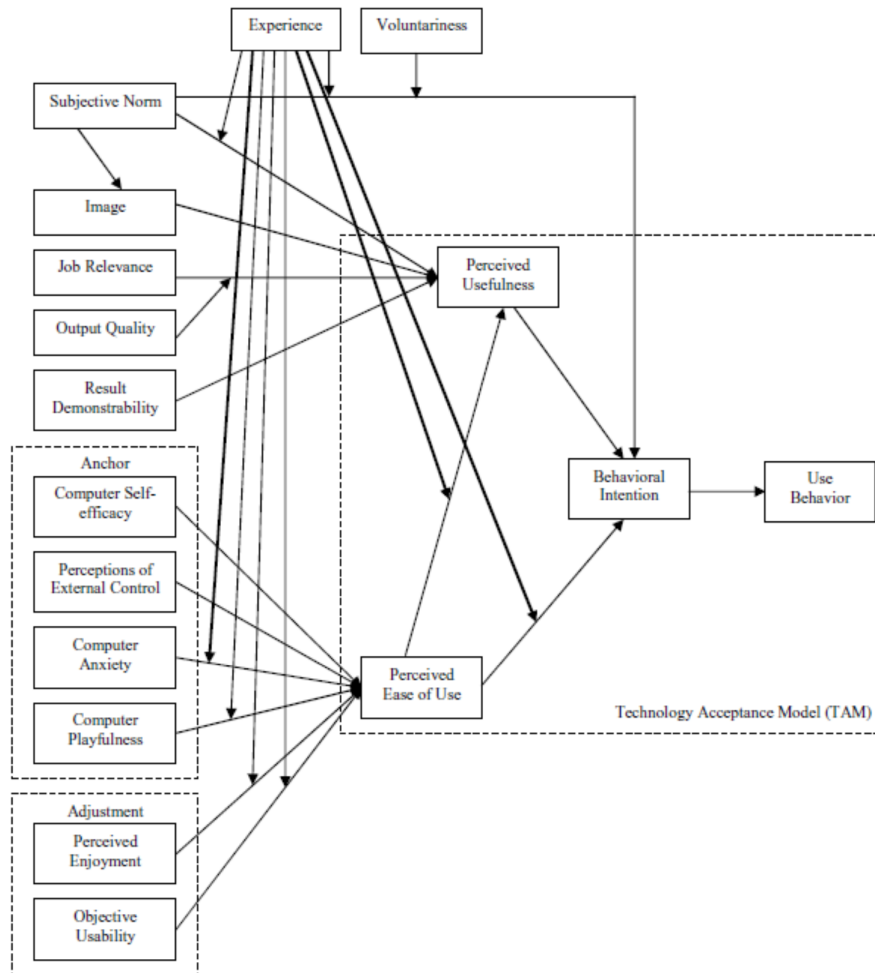 Experience
Voluntariness
Subjective Norm
Image
Job Relevance
Output Quality
Result
Demonstrability
Perceived
Usefulness
Anchor
Computer Self-
efficacy
Perceptions of
External Control
Computer
Anxiety
Computer
Playfulness
Behavioral
Intention
Use
Behavior
Perceived
Ease of Use
Technology Acceptance Model (TAM)
Adjustment
Perceived
Enjoyment
Objective
Usability